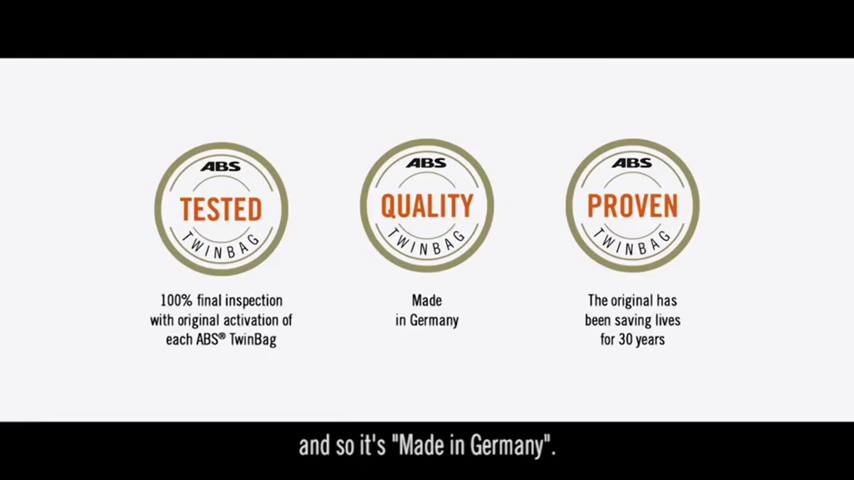 ABS
TESTED
TWINBAG
100% final inspection
with original activation of
each ABS® TwinBag
ABS
QUALITY
TWINBAG
Made
in Germany
ABS
PROVEN
TWINBAG
The original has
been saving lives
for 30 years
and so it's "Made in Germany".